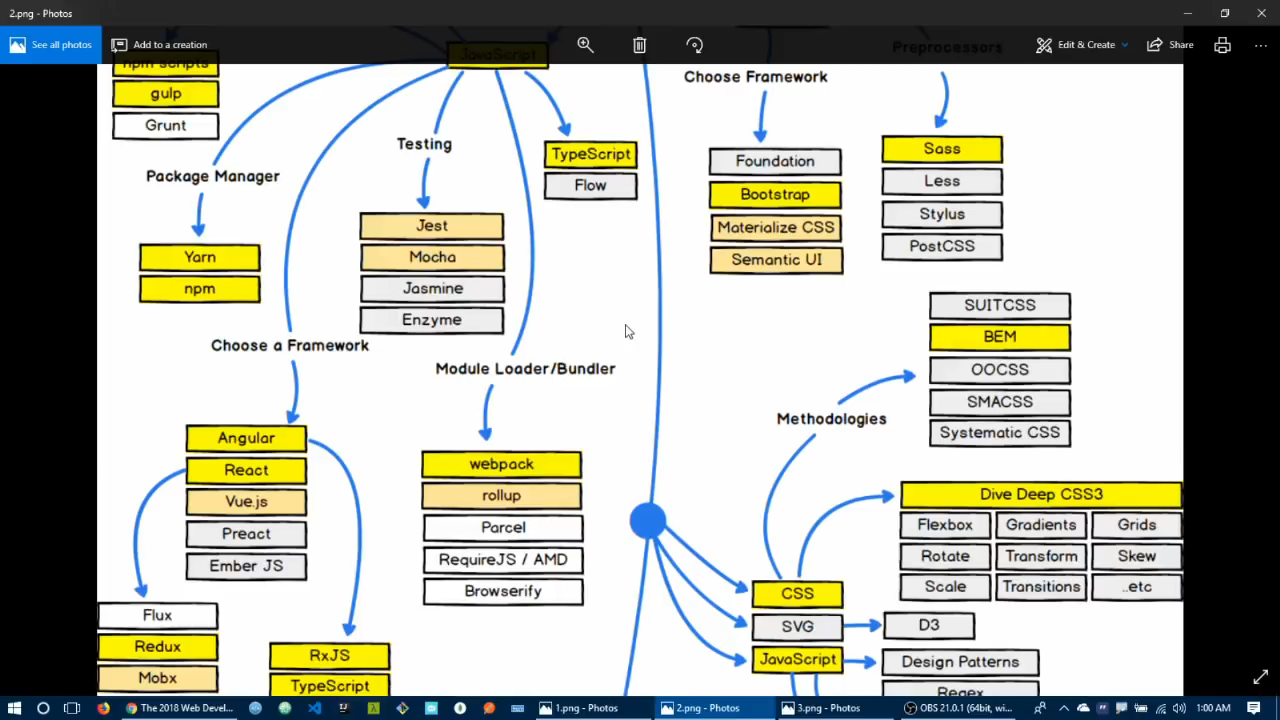 2.png - Photos
See all photos
Add to a creation
Edit & Create
Share
JavaScript
npm scripts
gulp
Grunt
Package Manager
Yarn
npm
Testing
Jest
Mocha
Jasmine
Enzyme
TypeScript
Flow
Choose a Framework
Angular
React
Vue.js
Preact
Ember JS
Flux
Redux
Mobx
RxJS
TypeScript
Module Loader/Bundler
webpack
rollup
Parcel
RequireJS / AMD
Browserify
Choose Framework
Foundation
Bootstrap
Materialize CSS
Semantic UI
Preprocessors
Sass
Less
Stylus
PostCSS
Methodologies
SUITCSS
BEM
OOCSS
SMACSS
Systematic CSS
Dive Deep CSS3
Flexbox Gradients Grids
Rotate Transform Skew
Scale Transitions ..etc
CSS
SVG
JavaScript
D3
Design Patterns
Regex
The 2018 Web Devel...
1.png - Photos
2.png - Photos
3.png - Photos
OBS 21.0.1 (64bit, wi...
1:00 AM